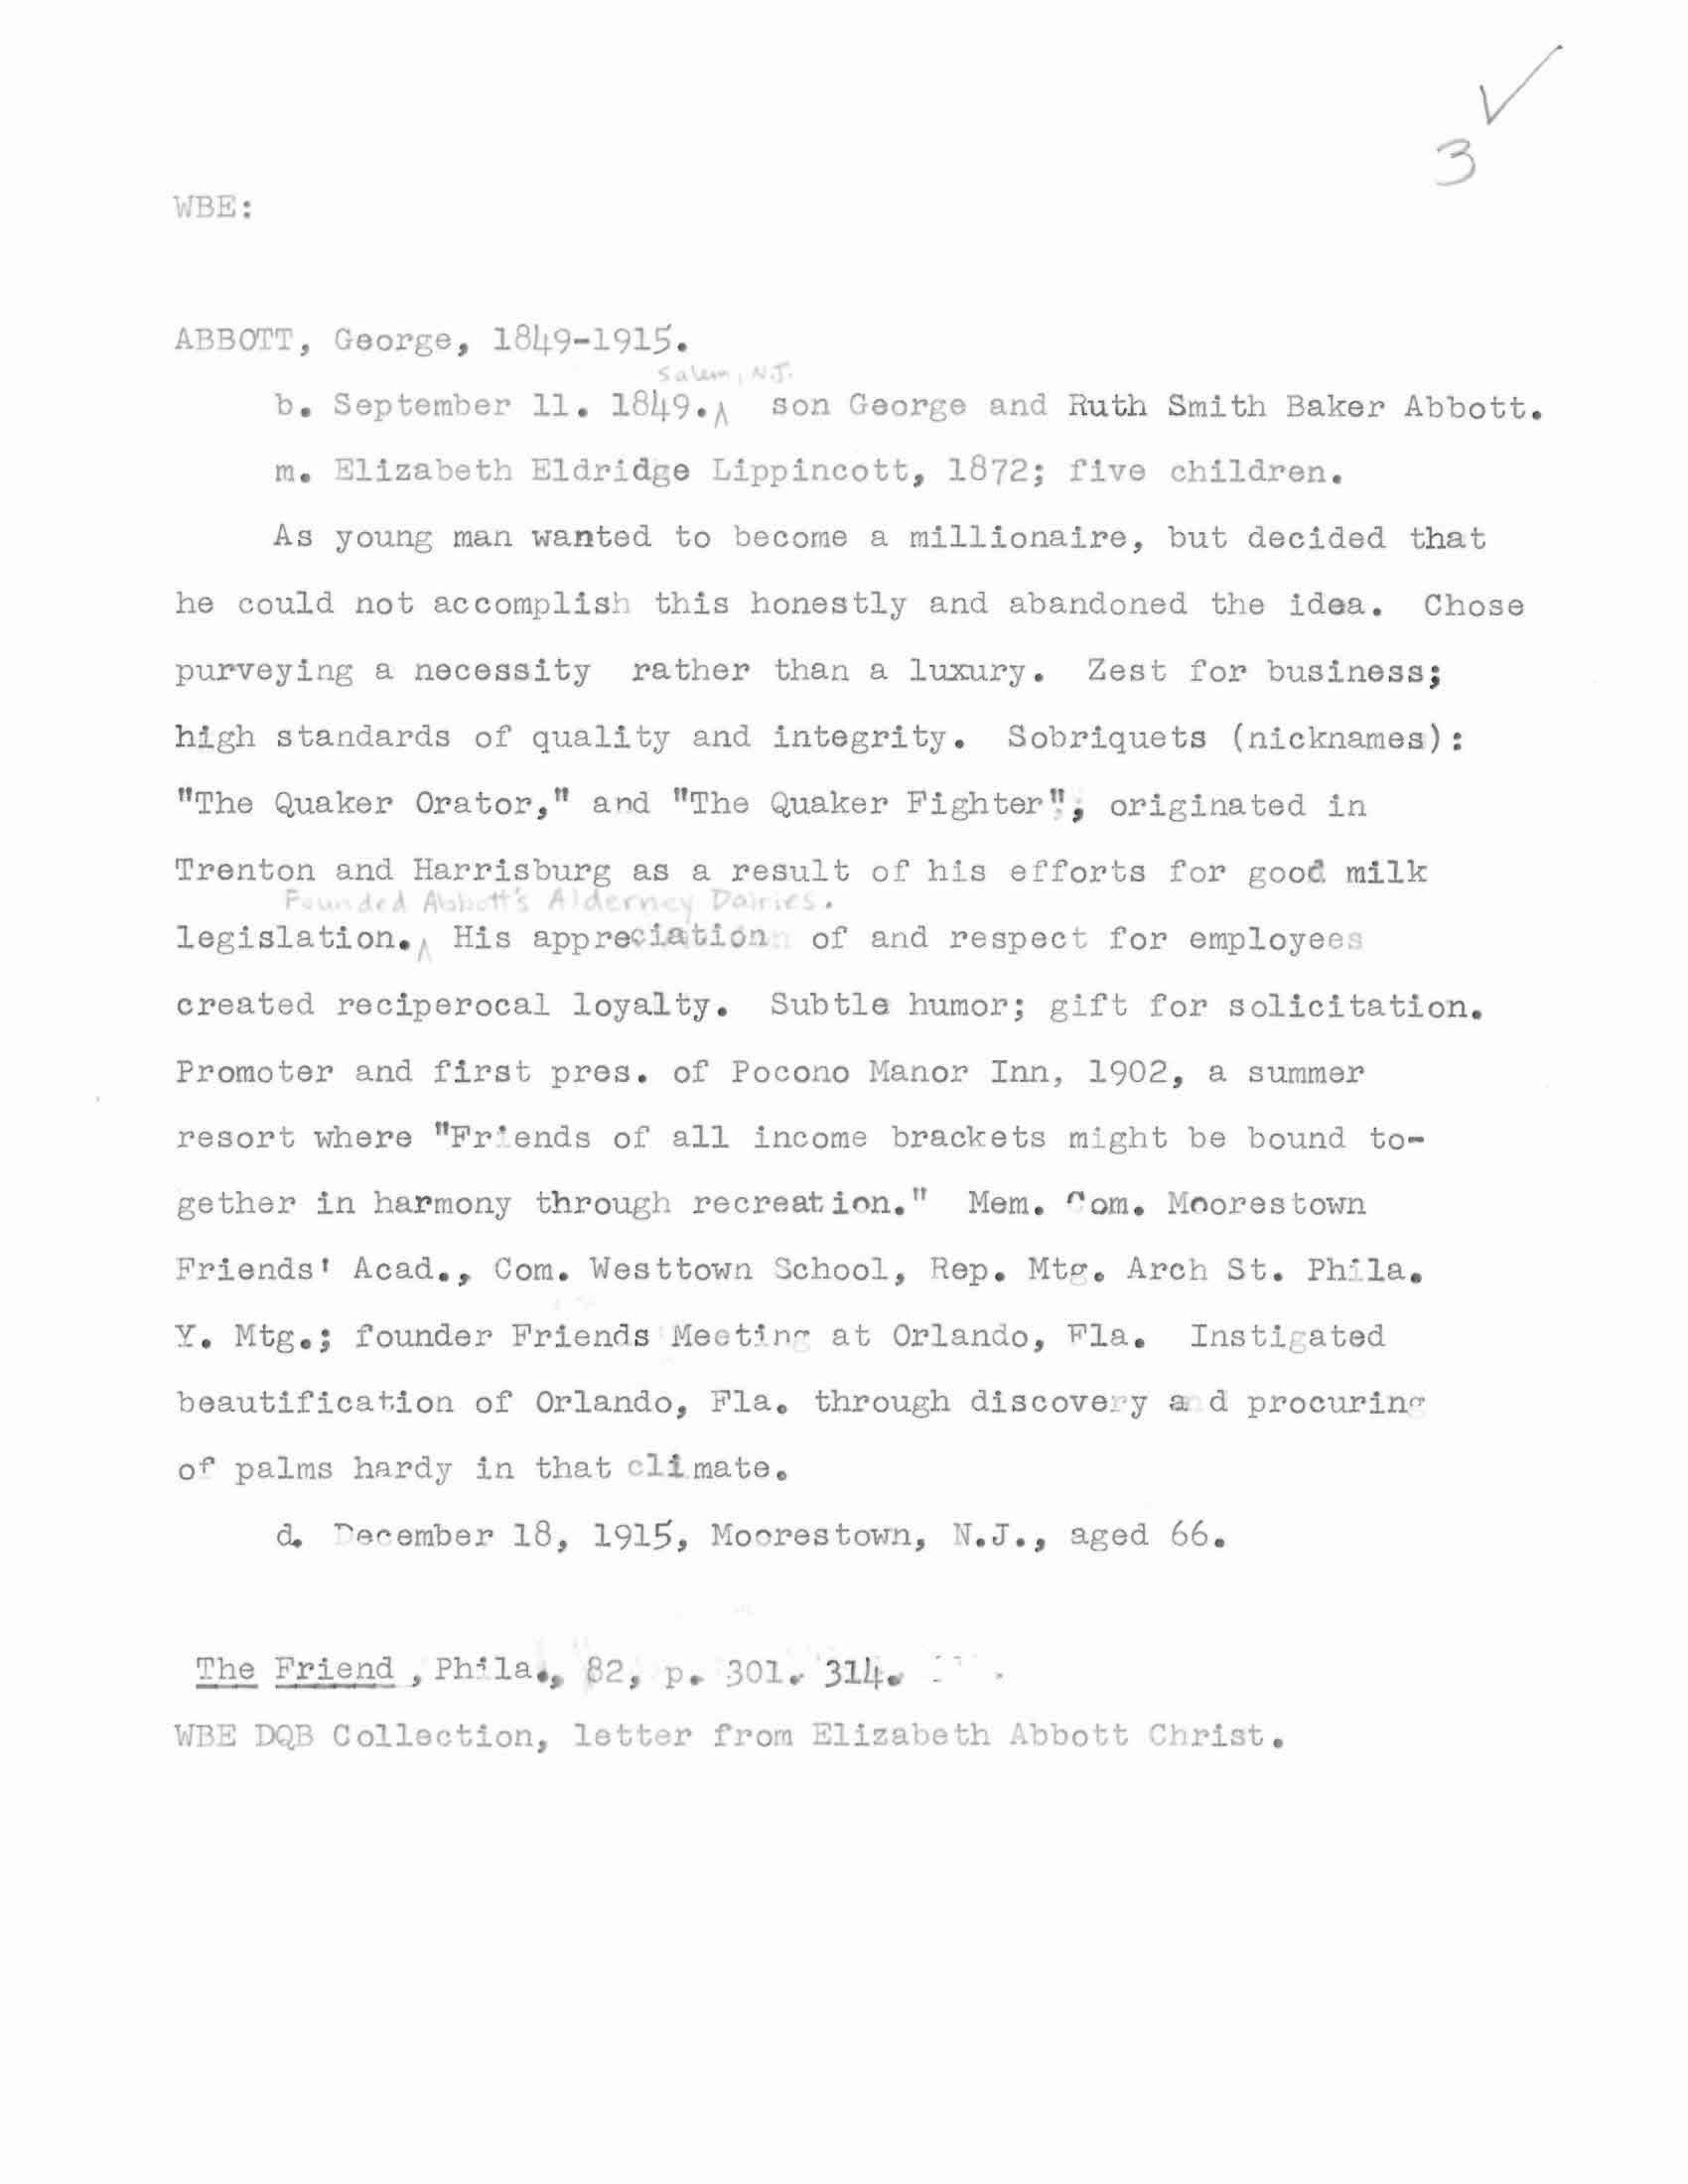 ✓
3
WBE:
ABBOTT, George, 1849-1915.
Salem, N.J.
b. September 11. 1849.^ son George and Ruth Smith Baker Abbott.
m. Elizabeth Eldridge Lippincott, 1872; five children.
As young man wanted to become a millionaire, but decided that
he could not accomplish this honestly and abandoned the idea. Chose
purveying a necessity rather than a luxury. Zest for business;
high standards of quality and integrity. Sobriquets (nicknames):
"The Quaker Orator," and "The Quaker Fighter"; originated in
Trenton and Harrisburg as a result of his efforts for good milk
Founded Abbott's Alderney Dairies.
legislation.^ His appreciation of and respect for employees
created reciperocal loyalty. Subtle humor; gift for solicitation.
Promoter and first pres. of Pocono Manor Inn, 1902, a summer
resort where "Friends of all income brackets might be bound to-
gether in harmony through recreation." Mem. Com. Moorestown
Friends' Acad., Com. Westtown School, Rep. Mtg. Arch St. Phila.
Y. Mtg.; founder Friends Meeting at Orlando, Fla. Instigated
beautification of Orlando, Fla. through discovery and procuring
of palms hardy in that climate.
d. December 18, 1915, Moorestown, N.J., aged 66.
The Friend, Phila., 82, p. 301. 314.
WBE DQB Collection, letter from Elizabeth Abbott Christ.